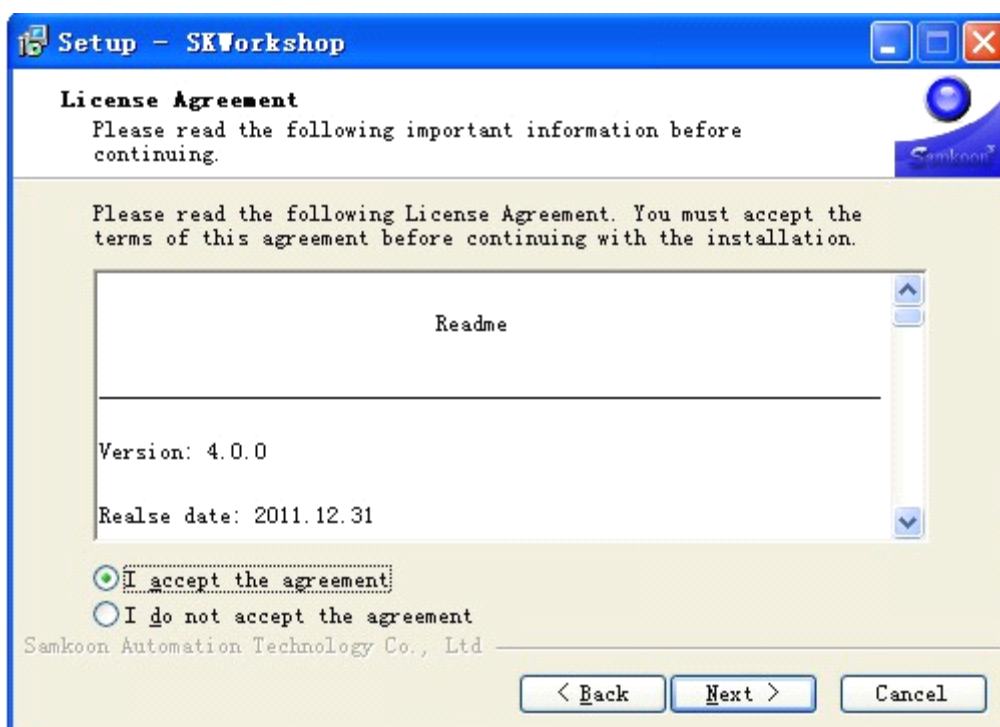 Setup - SKWorkshop
License Agreement
Please read the following important information before
continuing.
Samkoon
Please read the following License Agreement. You must accept the
terms of this agreement before continuing with the installation.
Readme
Version: 4.0.0
Realse date: 2011.12.31
I accept the agreement
I do not accept the agreement
Samkoon Automation Technology Co., Ltd
< Back
Next >
Cancel